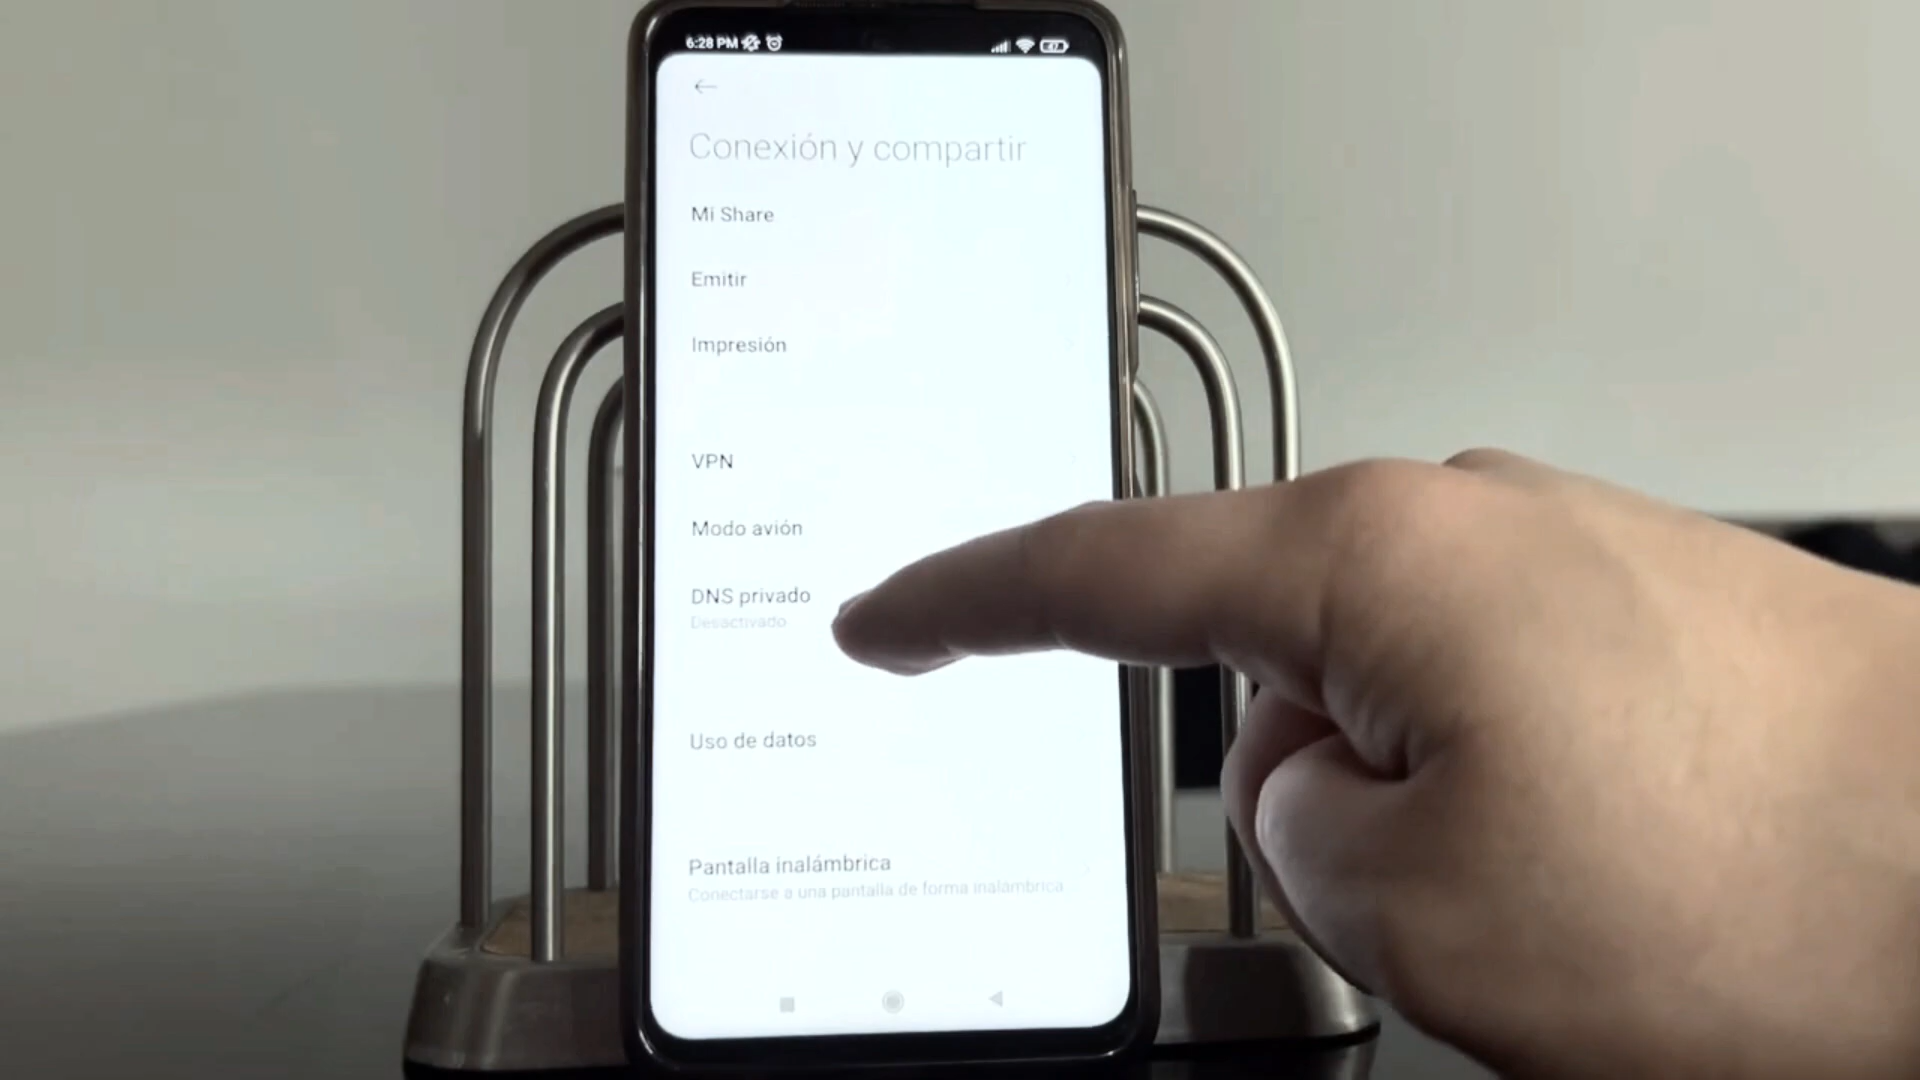 6:28 PM
47
Conexión y compartir
Mi Share
Emitir
Impresión
VPN
Modo avión
DNS privado
Desactivado
Uso de datos
Pantalla inalámbrica
Conectarse a una pantalla de forma inalámbrica